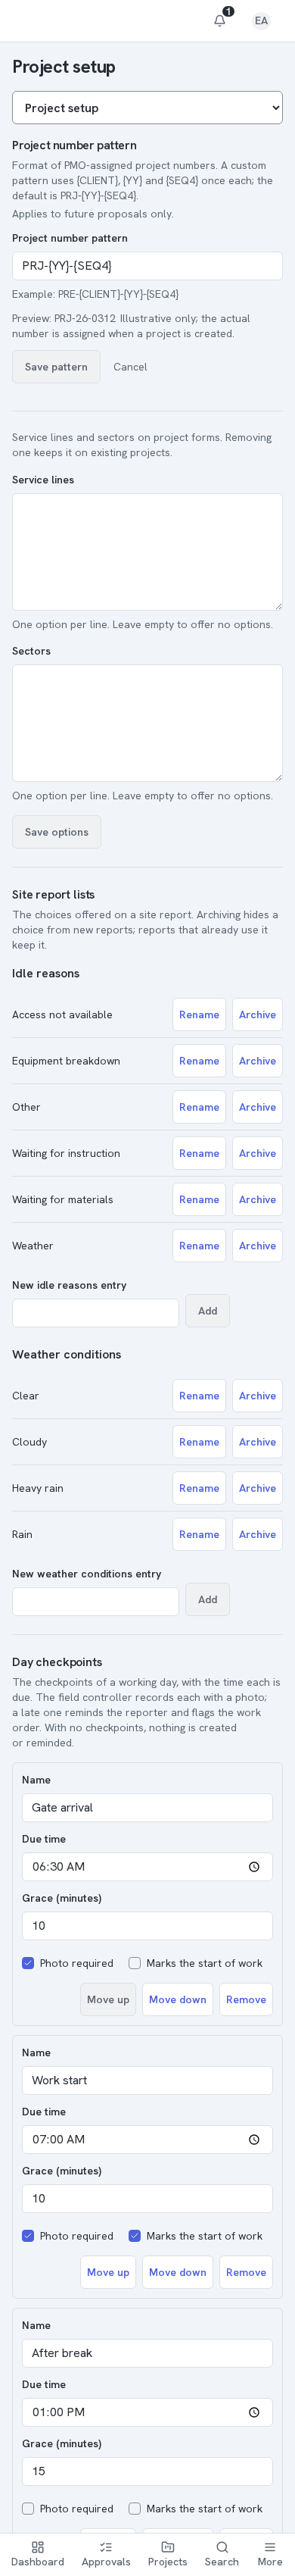 1
EA
Project setup
Project setup
Project number pattern
Format of PMO-assigned project numbers. A custom
pattern uses {CLIENT}, {YY} and {SEQ4} once each; the
default is PRJ-{YY}-{SEQ4}.
Applies to future proposals only.
Project number pattern
PRJ-{YY}-{SEQ4}
Example: PRE-{CLIENT}-{YY}-{SEQ4}
Preview: PRJ-26-0312 Illustrative only; the actual
number is assigned when a project is created.
Save pattern Cancel
Service lines and sectors on project forms. Removing
one keeps it on existing projects.
Service lines
One option per line. Leave empty to offer no options.
Sectors
One option per line. Leave empty to offer no options.
Save options
Site report lists
The choices offered on a site report. Archiving hides a
choice from new reports; reports that already use it
keep it.
Idle reasons
Access not available Rename Archive
Equipment breakdown Rename Archive
Other Rename Archive
Waiting for instruction Rename Archive
Waiting for materials Rename Archive
Weather Rename Archive
New idle reasons entry
Add
Weather conditions
Clear Rename Archive
Cloudy Rename Archive
Heavy rain Rename Archive
Rain Rename Archive
New weather conditions entry
Add
Day checkpoints
The checkpoints of a working day, with the time each is
due. The field controller records each with a photo;
a late one reminds the reporter and flags the work
order. With no checkpoints, nothing is created
or reminded.
Name
Gate arrival
Due time
06:30 AM
Grace (minutes)
10
Photo required Marks the start of work
Move up Move down Remove
Name
Work start
Due time
07:00 AM
Grace (minutes)
10
Photo required Marks the start of work
Move up Move down Remove
Name
After break
Due time
01:00 PM
Grace (minutes)
15
Photo required Marks the start of work
Dashboard Approvals Projects Search More